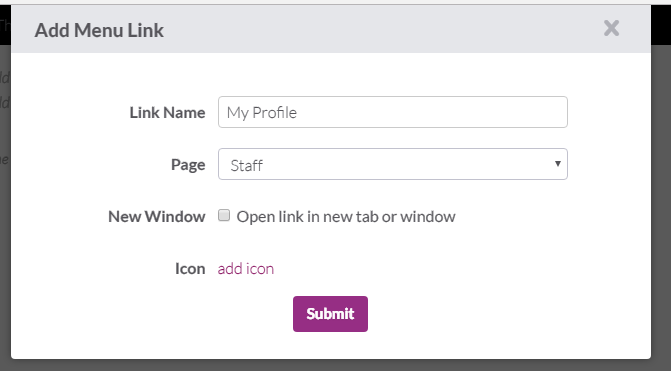 Add Menu Link
Link Name My Profile
Page Staff
New Window Open link in new tab or window
Icon add icon
Submit